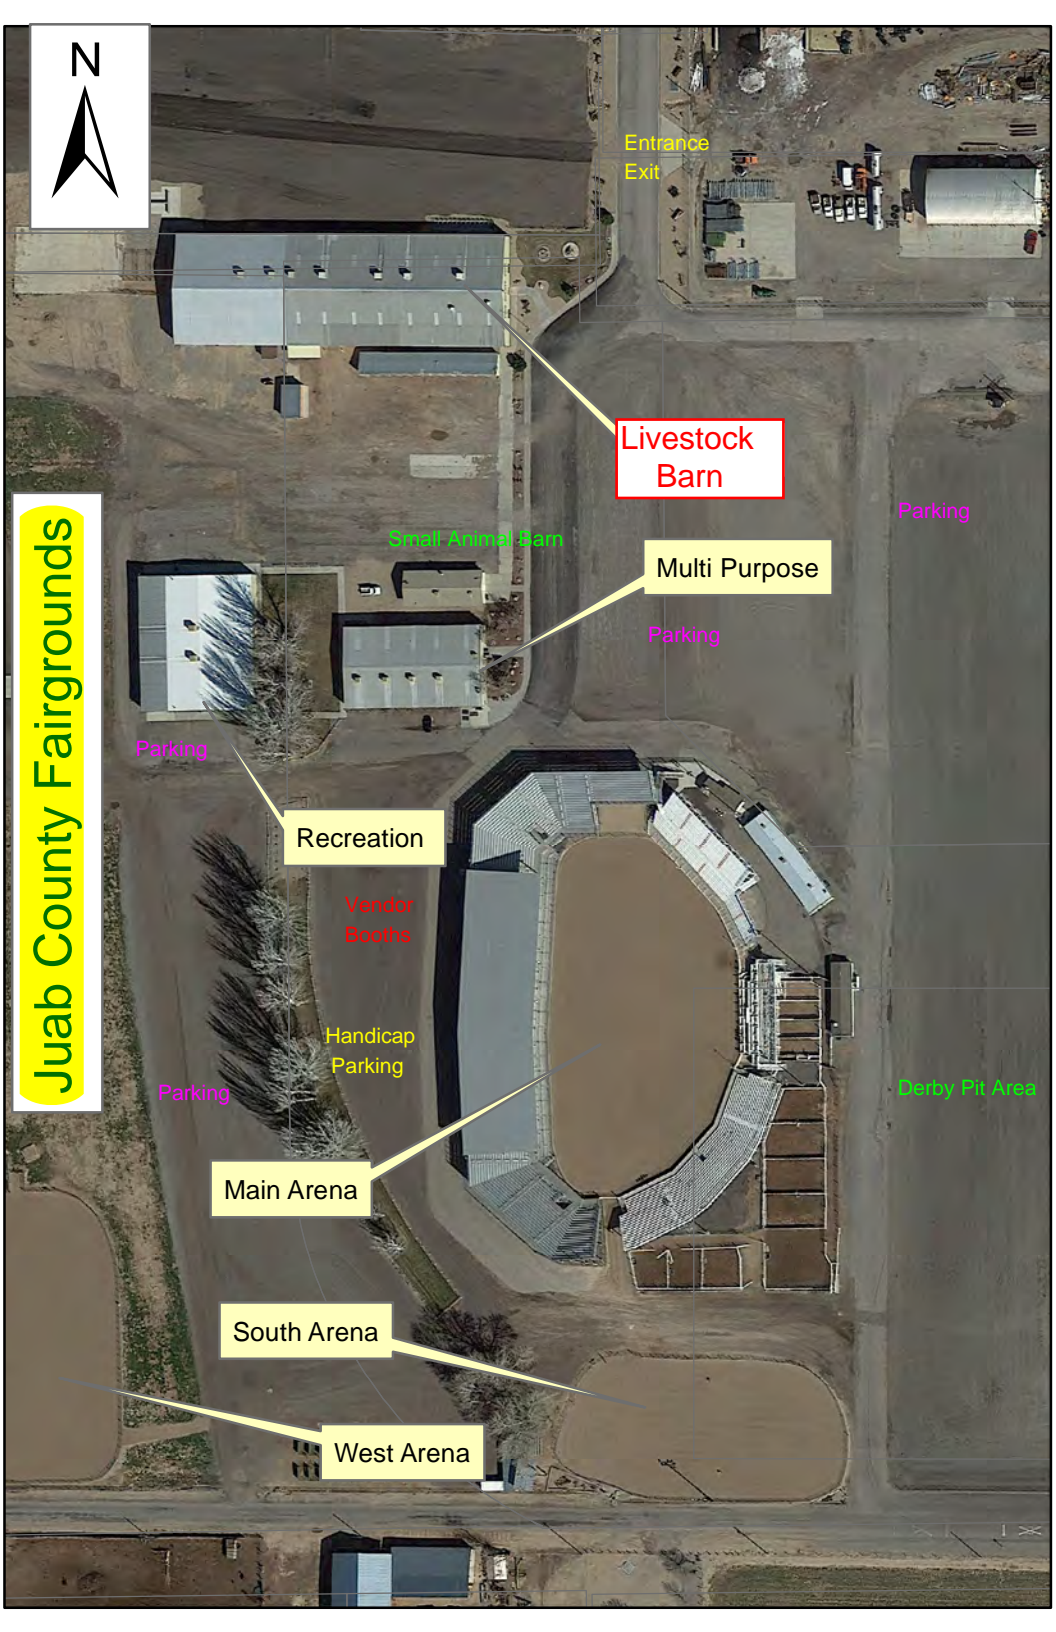 N
Entrance
Exit
Livestock
Barn
Parking
Small Animal Barn
Multi Purpose
Parking
Juab County Fairgrounds
Parking
Recreation
Vendor
Booths
Handicap
Parking
Parking
Derby Pit Area
Main Arena
South Arena
West Arena